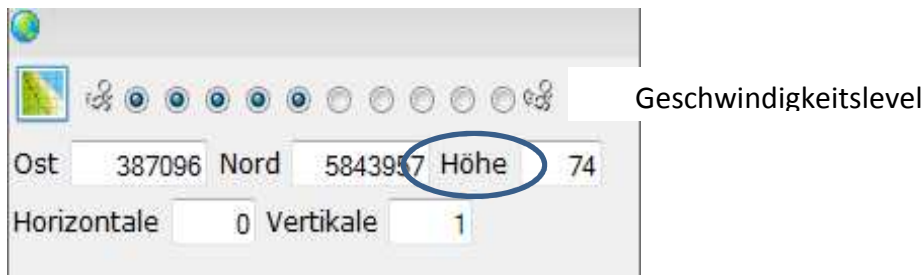 Geschwindigkeitslevel
Ost 387096 Nord 5843957 Höhe 74
Horizontale 0 Vertikale 1